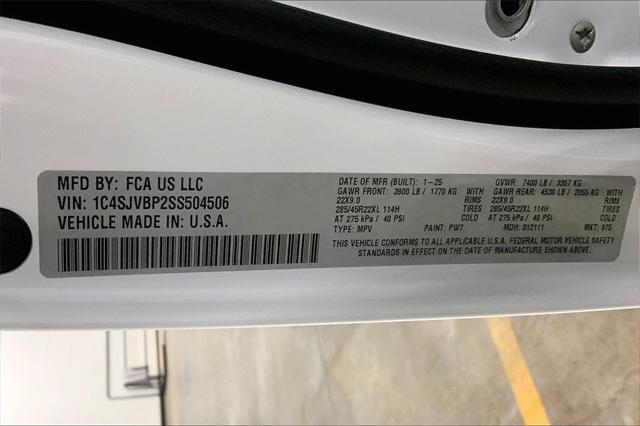 MFD BY: FCA US LLC
VIN: 1C4SJVBP2SS504506
VEHICLE MADE IN: U.S.A.
DATE OF MFR (BUILT): 1-25 GVWR: 7400 LB / 3357 KG
GAWR FRONT: 3900 LB / 1770 KG WITH GAWR REAR: 4530 LB / 2055 KG WITH
22X9.0 RIMS 22X9.0 RIMS
285/45R22XL 114H TIRES 285/45R22XL 114H TIRES
AT 275 kPa / 40 PSI COLD AT 275 kPa / 40 PSI COLD
TYPE: MPV PAINT: PW7 MDH: 012111 MKT: 875
THIS VEHICLE CONFORMS TO ALL APPLICABLE U.S.A. FEDERAL MOTOR VEHICLE SAFETY
STANDARDS IN EFFECT ON THE DATE OF MANUFACTURE SHOWN ABOVE.